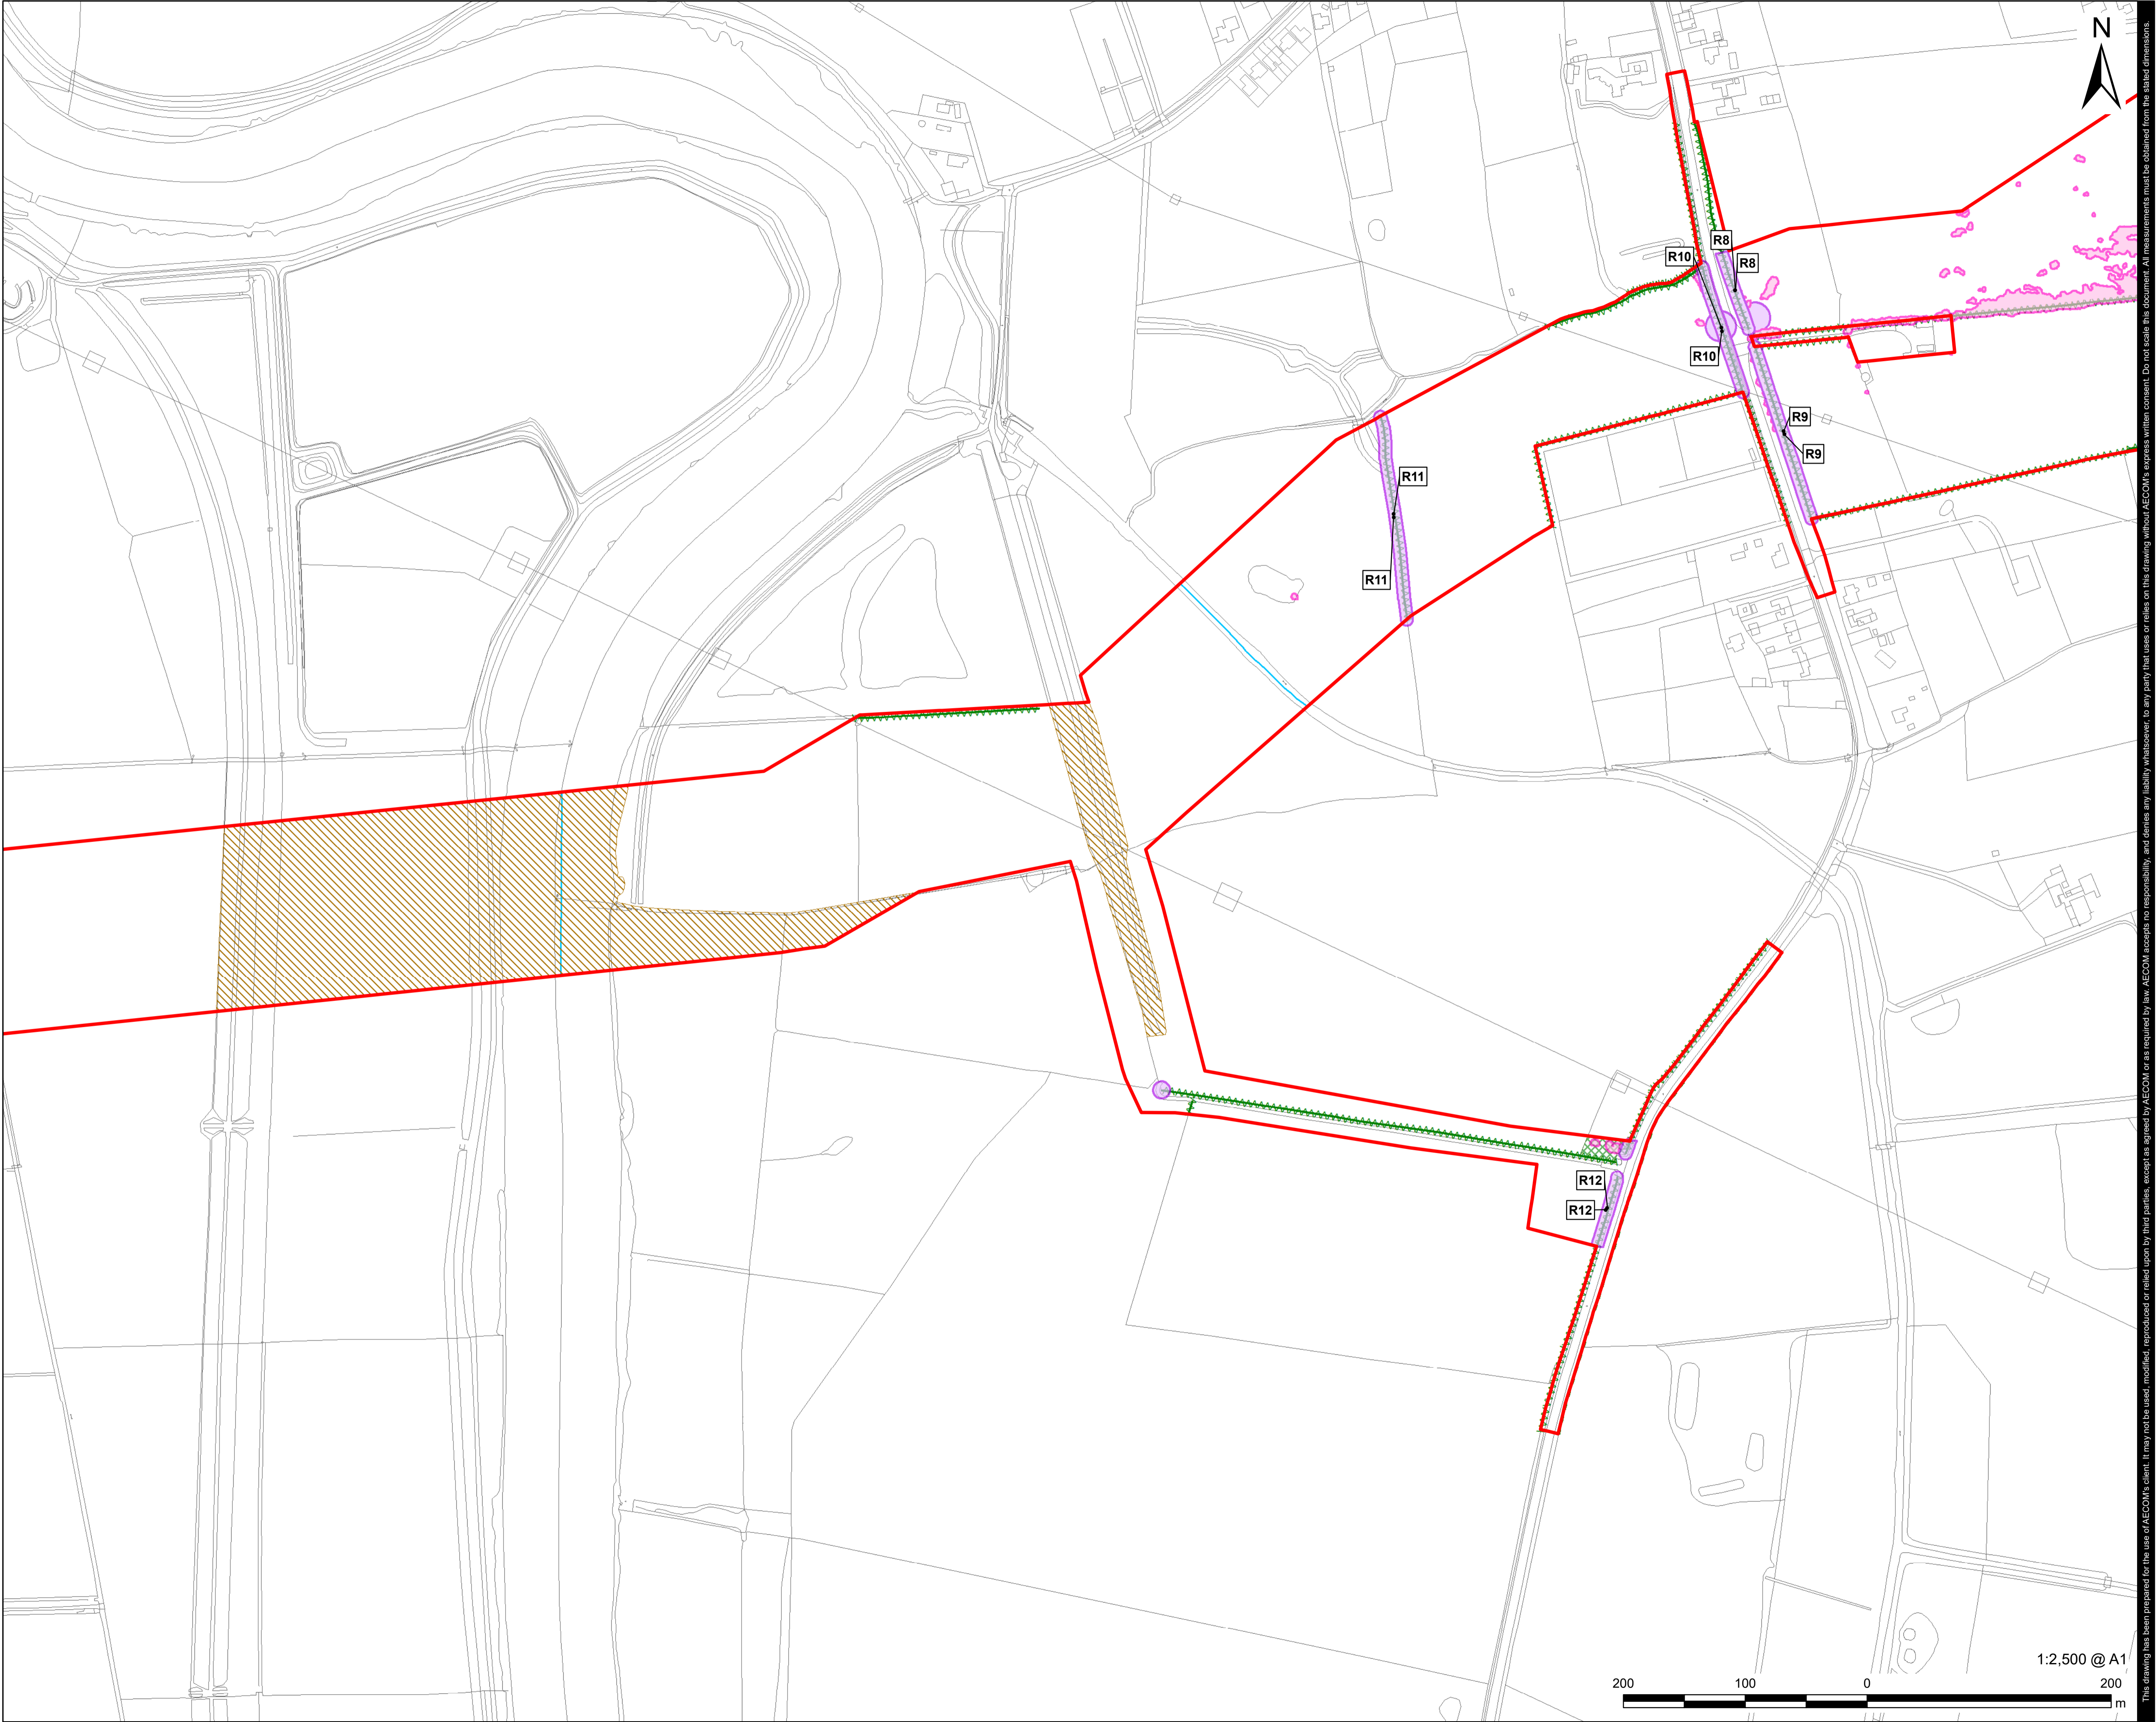 N
R8
R10
R8
R10
R9
R9
R11
R11
R12
R12
1:2,500 @ A1
200 100 0 200
m
This drawing has been prepared for the use of AECOM's client. It may not be used, modified, reproduced or relied upon by third parties, except as agreed by AECOM or as required by law. AECOM accepts no responsibility, and denies any liability whatsoever, to any party that uses or relies on this drawing without AECOM's express written consent. Do not scale this document. All measurements must be obtained from the stated dimensions.